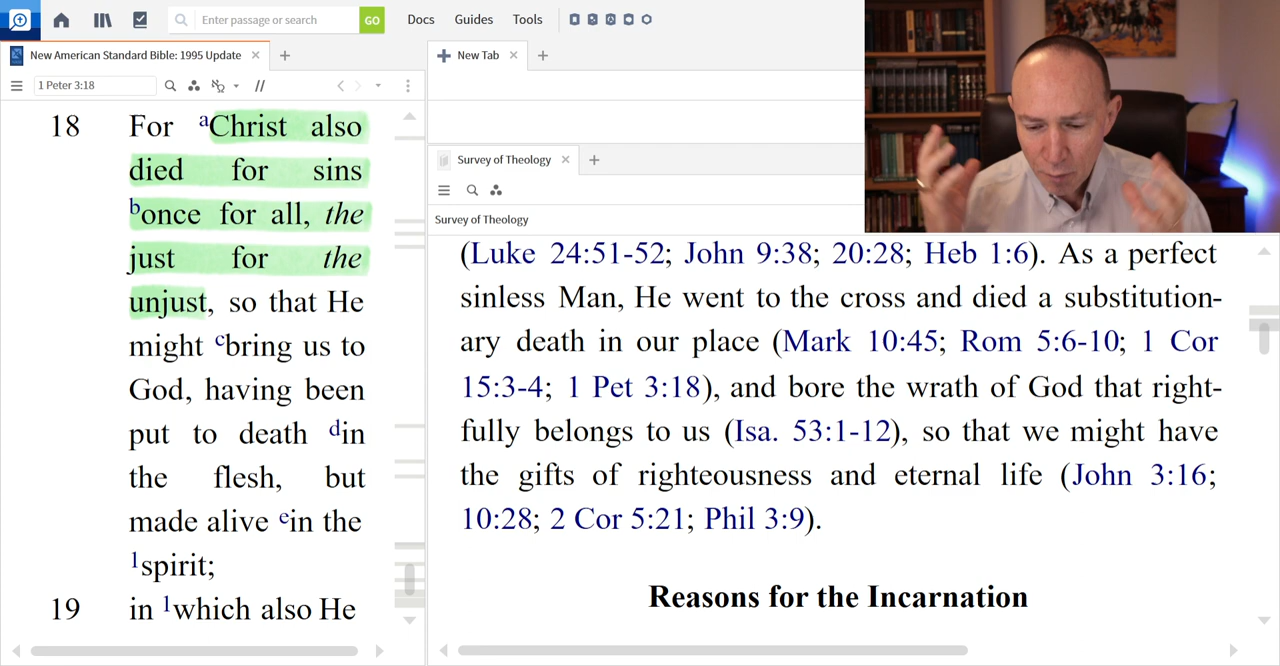 Enter passage or search
GO
Docs
Guides
Tools
New American Standard Bible: 1995 Update
1 Peter 3:18
18 For aChrist also
died for sins
bonce for all, the
just for the
unjust, so that He
might cbring us to
God, having been
put to death din
the flesh, but
made alive ein the
1spirit;
19 in 1which also He
New Tab
Survey of Theology
Survey of Theology
(Luke 24:51-52; John 9:38; 20:28; Heb 1:6). As a perfect
sinless Man, He went to the cross and died a substitution-
ary death in our place (Mark 10:45; Rom 5:6-10; 1 Cor
15:3-4; 1 Pet 3:18), and bore the wrath of God that right-
fully belongs to us (Isa. 53:1-12), so that we might have
the gifts of righteousness and eternal life (John 3:16;
10:28; 2 Cor 5:21; Phil 3:9).
Reasons for the Incarnation